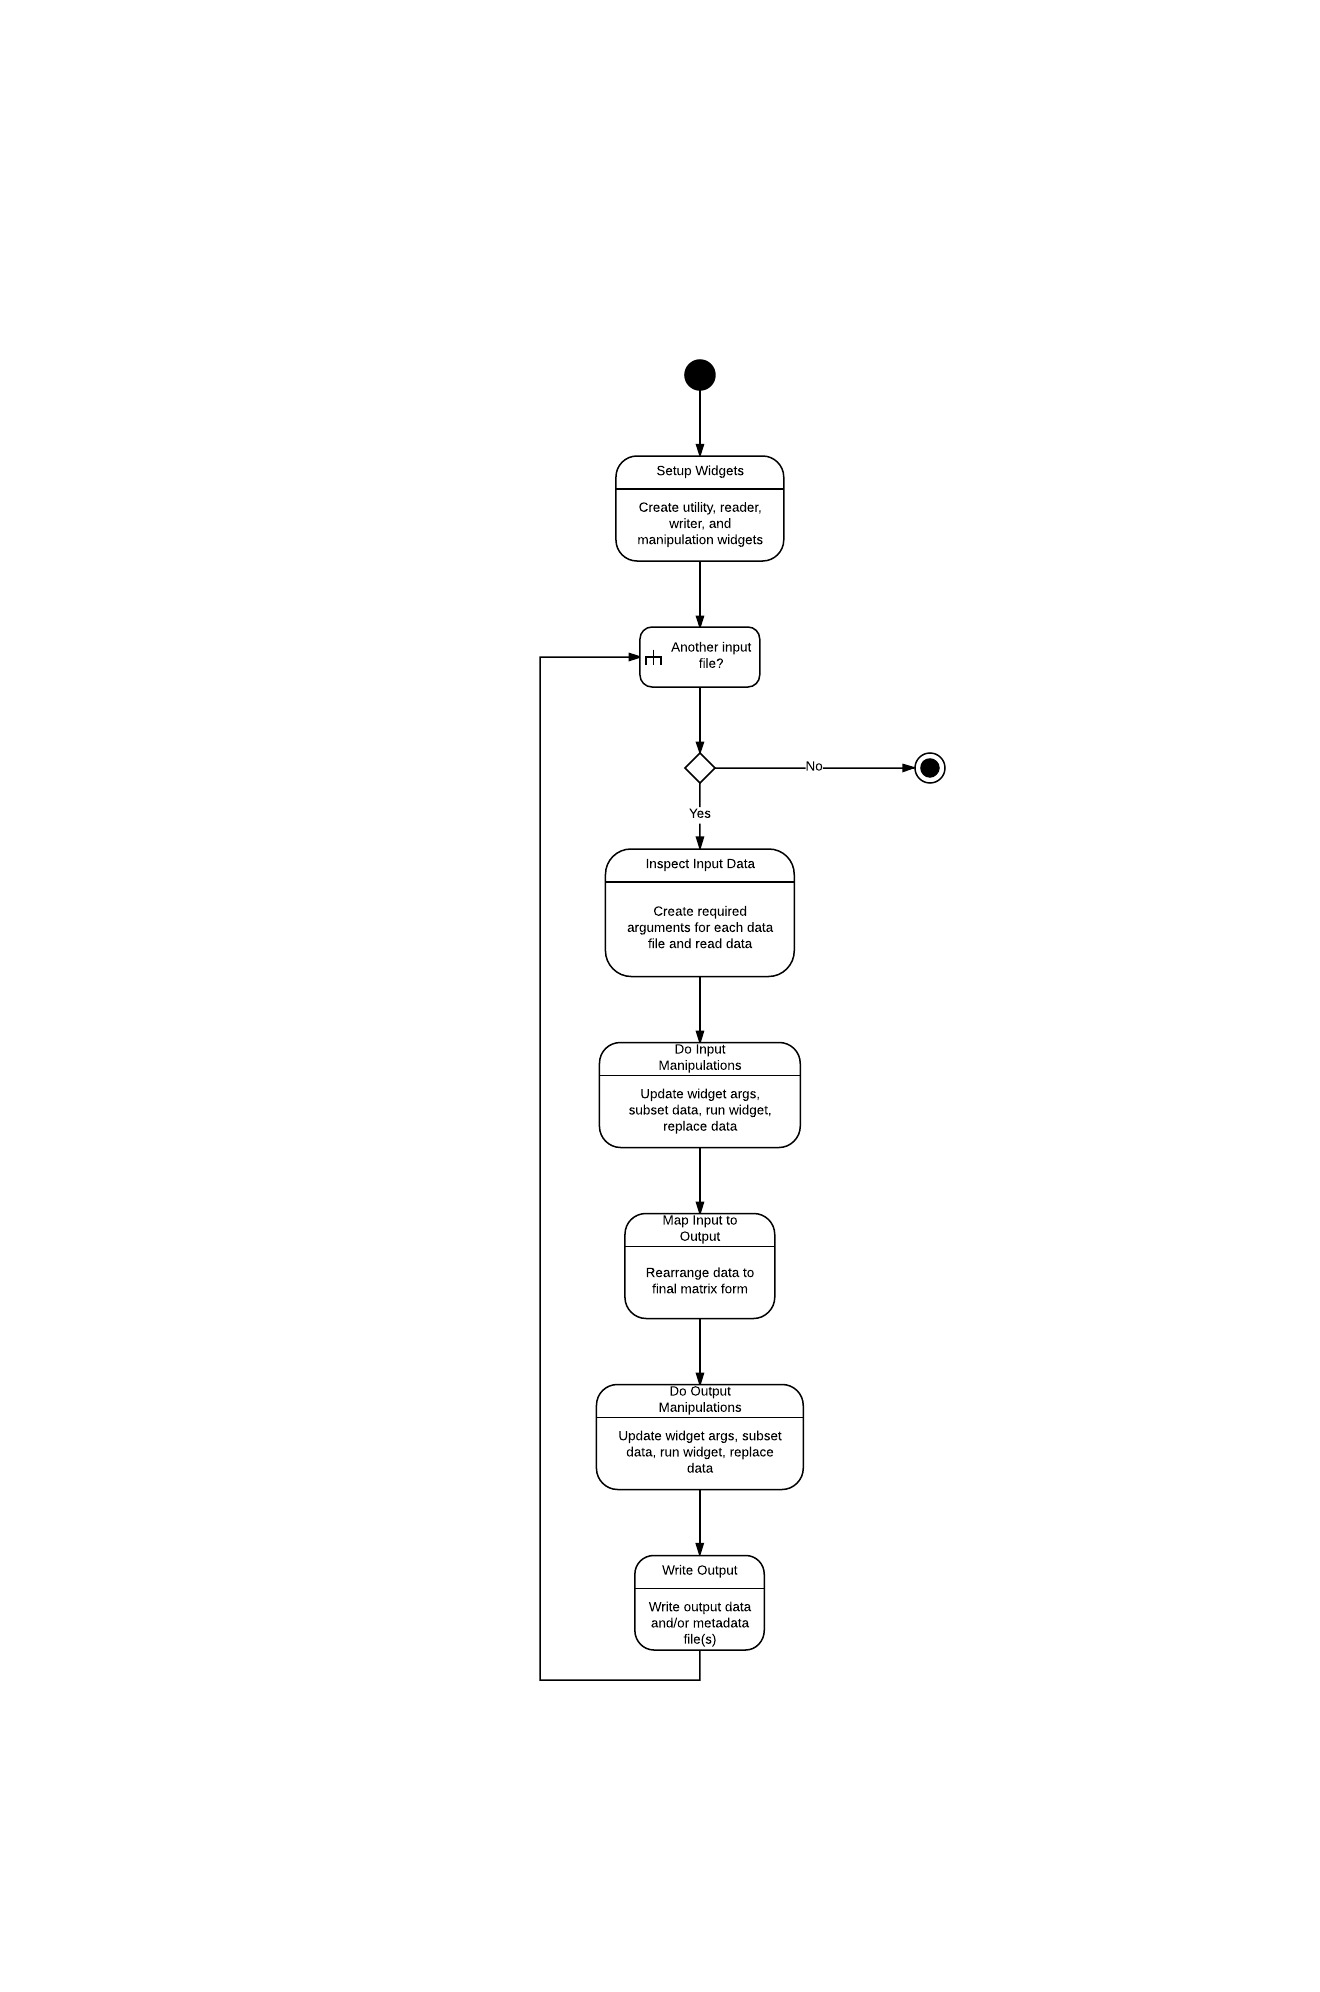 Setup Widgets
Create utility, reader,
writer, and
manipulation widgets
Another input
file?
No
Yes
Inspect Input Data
Create required
arguments for each data
file and read data
Do Input
Manipulations
Update widget args,
subset data, run widget,
replace data
Map Input to
Output
Rearrange data to
final matrix form
Do Output
Manipulations
Update widget args, subset
data, run widget, replace
data
Write Output
Write output data
and/or metadata
file(s)